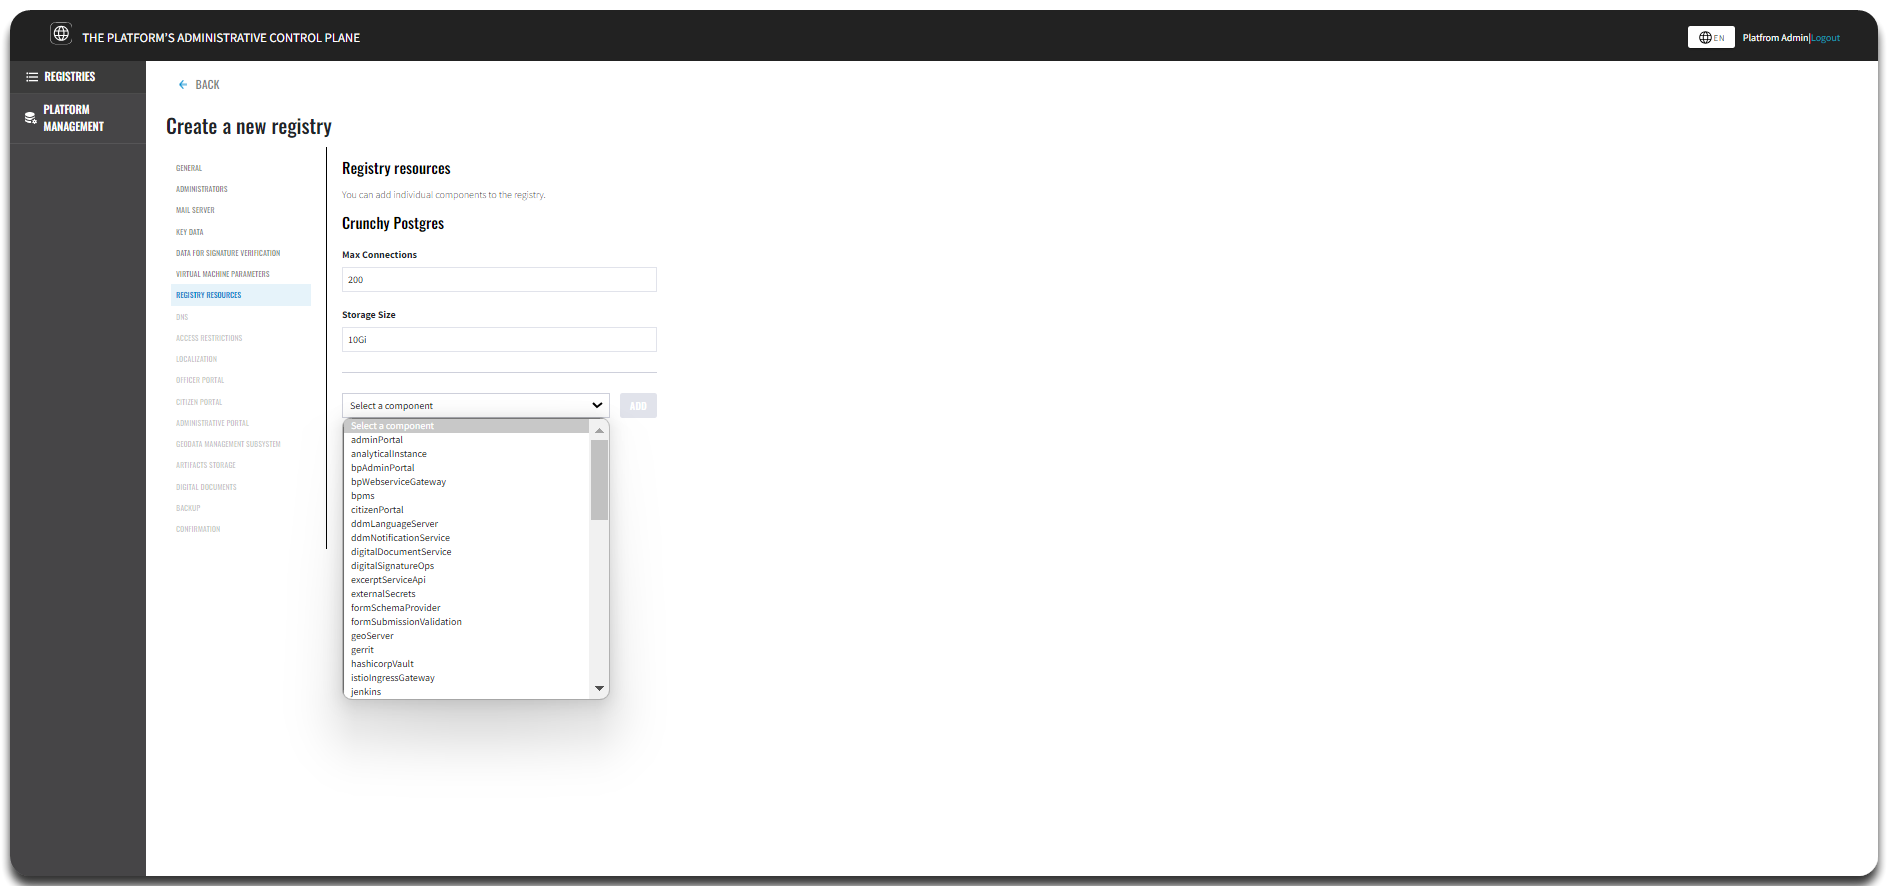 THE PLATFORM'S ADMINISTRATIVE CONTROL PLANE
EN
Platfrom Admin|Logout
REGISTRIES
PLATFORM
MANAGEMENT
BACK
Create a new registry
GENERAL
ADMINISTRATORS
MAIL SERVER
KEY DATA
DATA FOR SIGNATURE VERIFICATION
VIRTUAL MACHINE PARAMETERS
REGISTRY RESOURCES
DNS
ACCESS RESTRICTIONS
LOCALIZATION
OFFICER PORTAL
CITIZEN PORTAL
ADMINISTRATIVE PORTAL
GEODATA MANAGEMENT SUBSYSTEM
ARTIFACTS STORAGE
DIGITAL DOCUMENTS
BACKUP
CONFIRMATION
Registry resources
You can add individual components to the registry.
Crunchy Postgres
Max Connections
200
Storage Size
10Gi
Select a component
ADD
Select a component
adminPortal
analyticalInstance
bpAdminPortal
bpWebserviceGateway
bpms
citizenPortal
ddmLanguageServer
ddmNotificationService
digitalDocumentService
digitalSignatureOps
excerptServiceApi
externalSecrets
formSchemaProvider
formSubmissionValidation
geoServer
gerrit
hashicorpVault
istioIngressGateway
jenkins